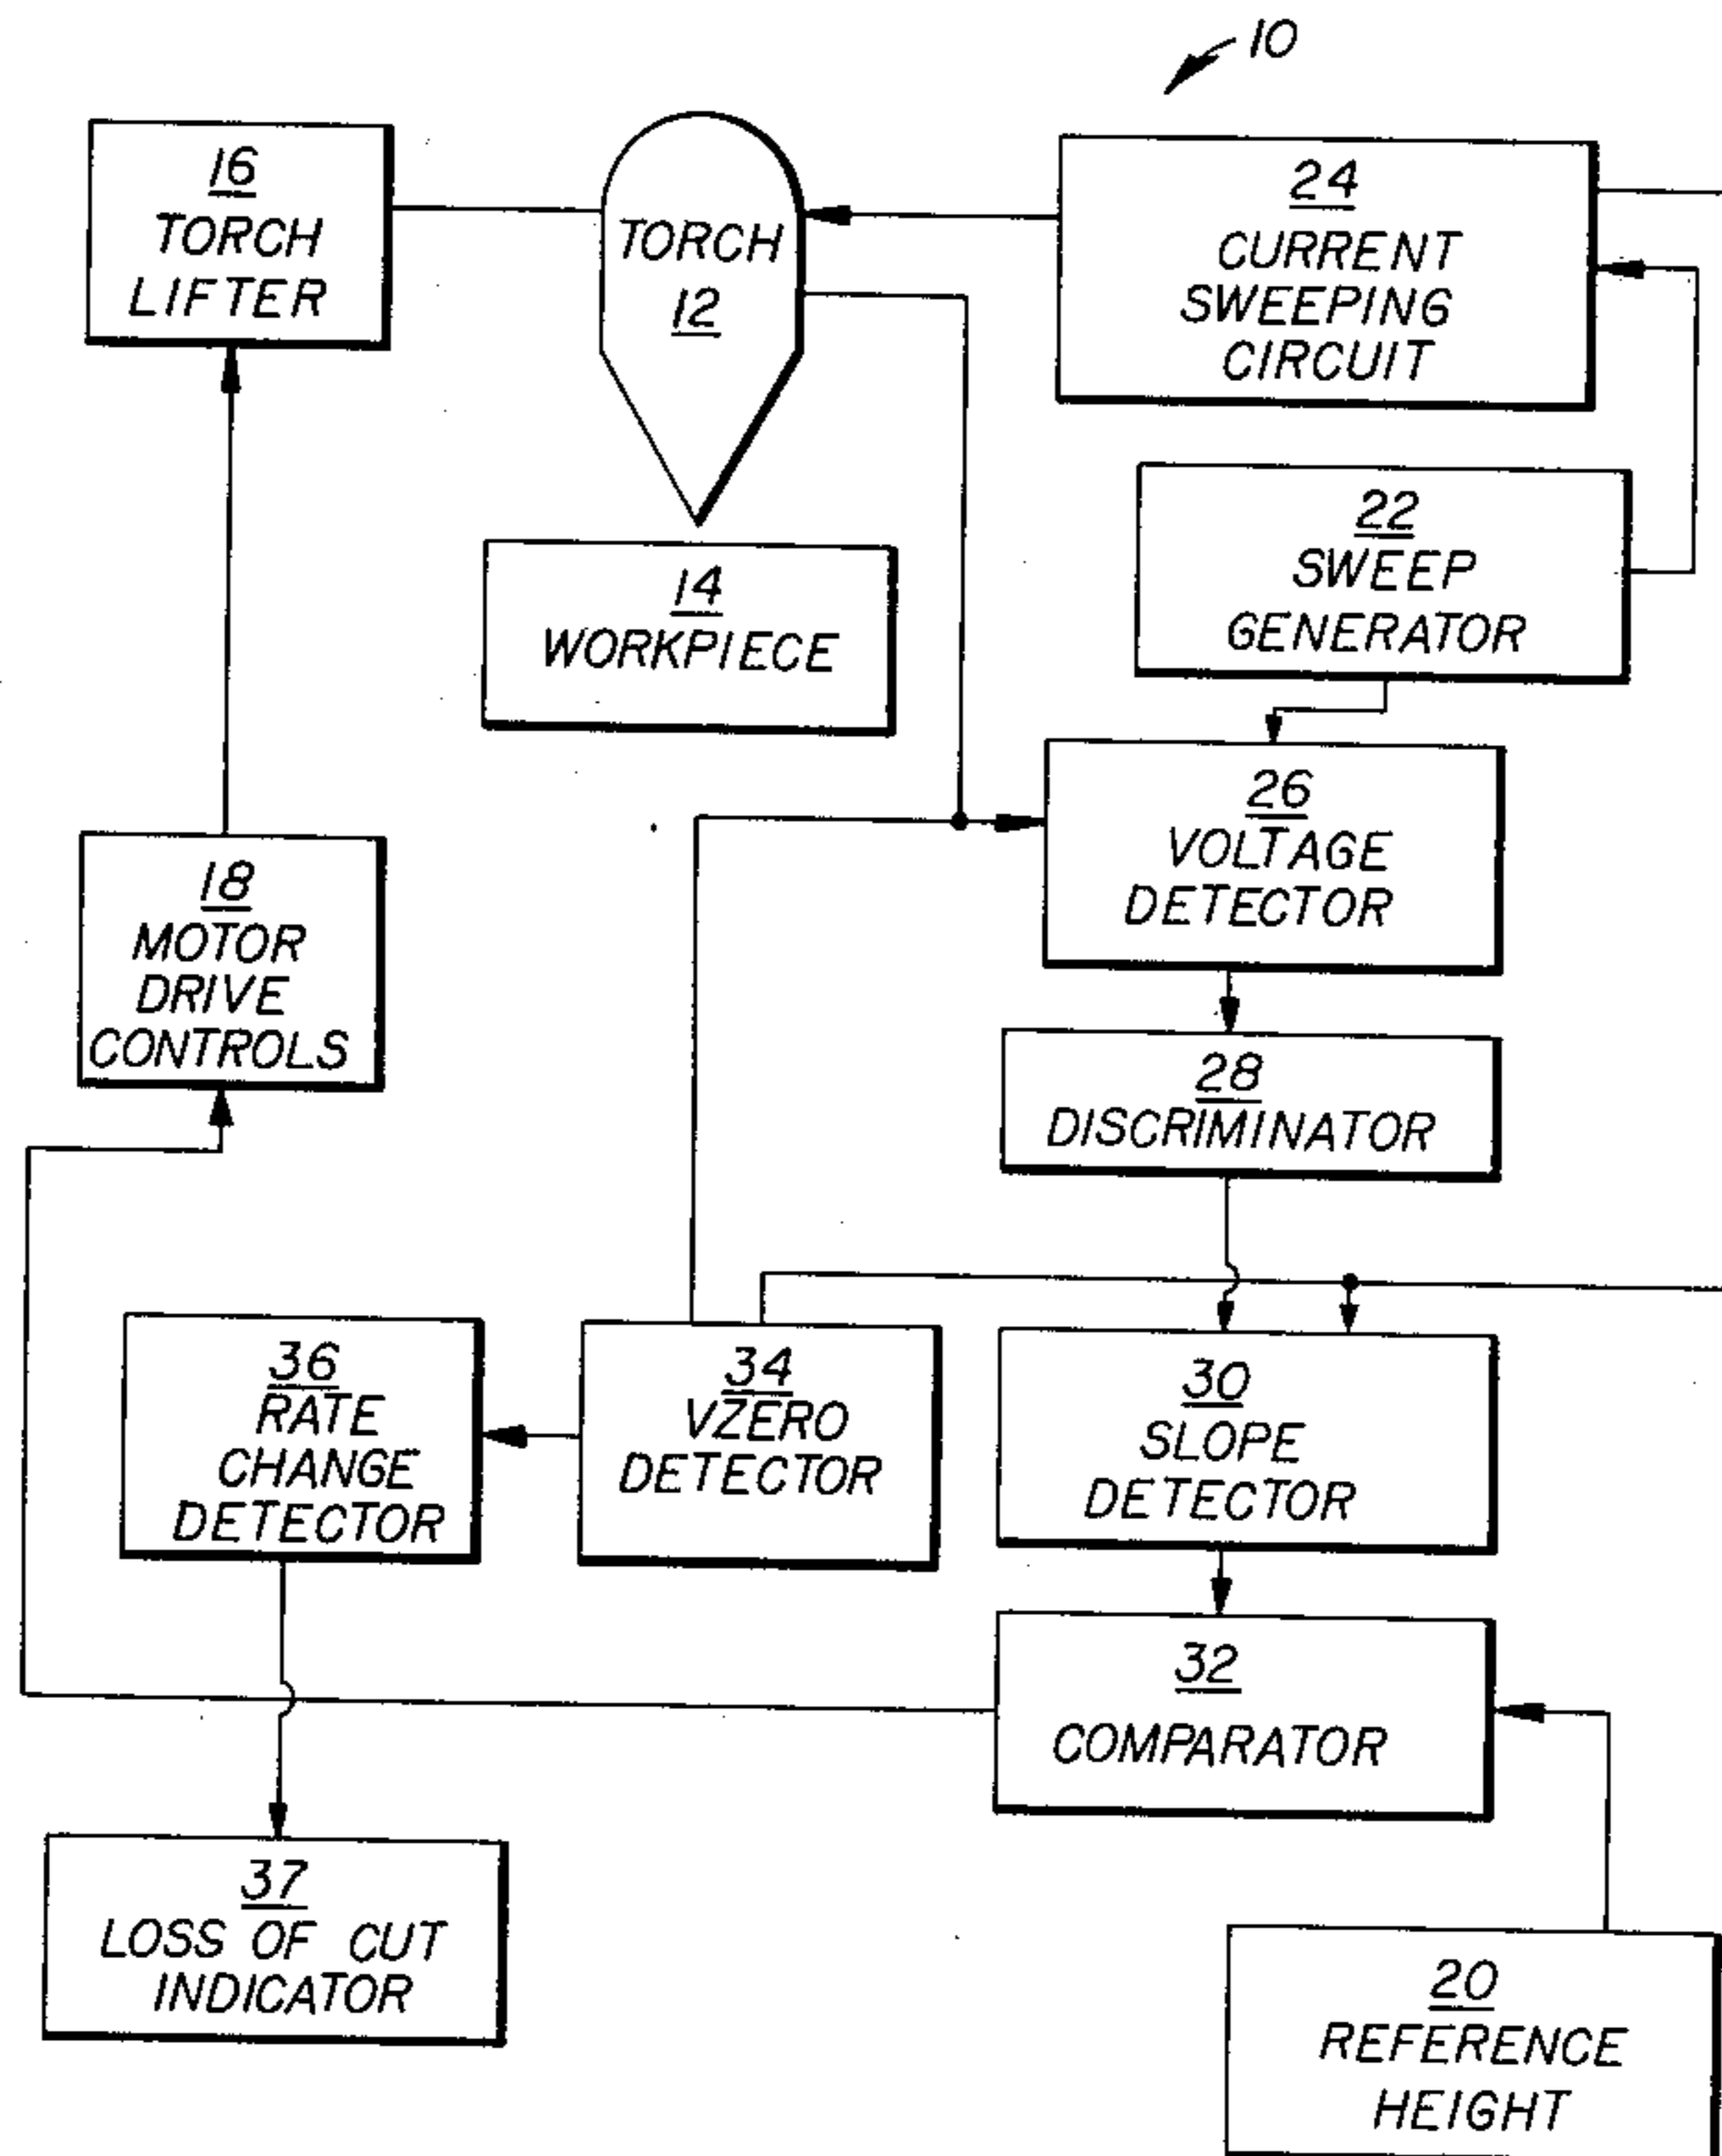 10
16
TORCH
LIFTER
TORCH
12
24
CURRENT
SWEEPING
CIRCUIT
22
SWEEP
GENERATOR
14
WORKPIECE
26
VOLTAGE
DETECTOR
18
MOTOR
DRIVE
CONTROLS
28
DISCRIMINATOR
36
RATE
CHANGE
DETECTOR
34
VZERO
DETECTOR
30
SLOPE
DETECTOR
32
COMPARATOR
37
LOSS OF CUT
INDICATOR
20
REFERENCE
HEIGHT